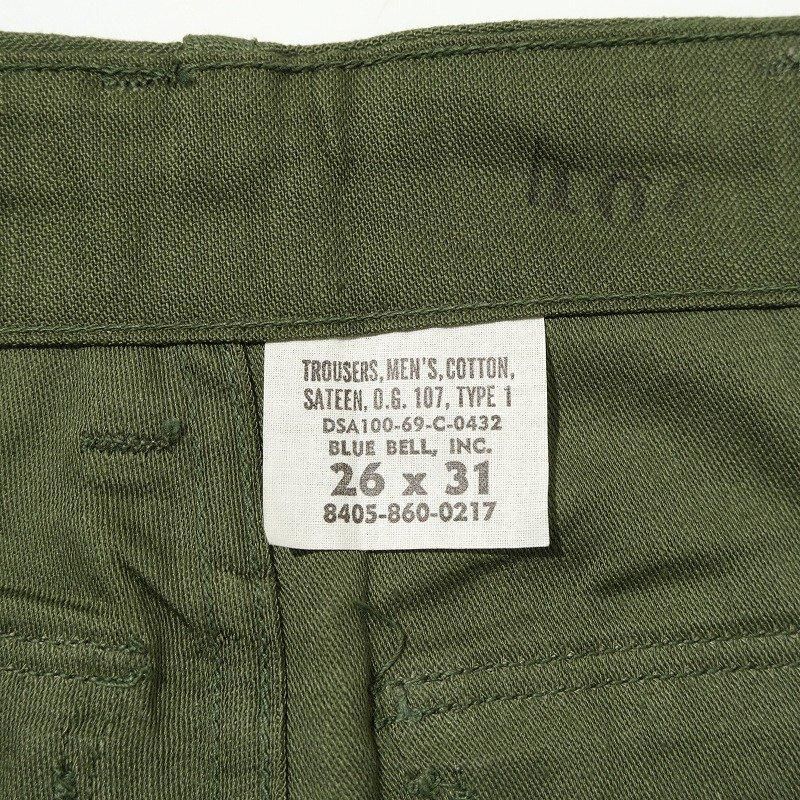 TROUSERS, MEN'S, COTTON,
SATEEN, O.G. 107, TYPE 1
DSA100-69-C-0432
BLUE BELL, INC.
26 x 31
8405-860-0217